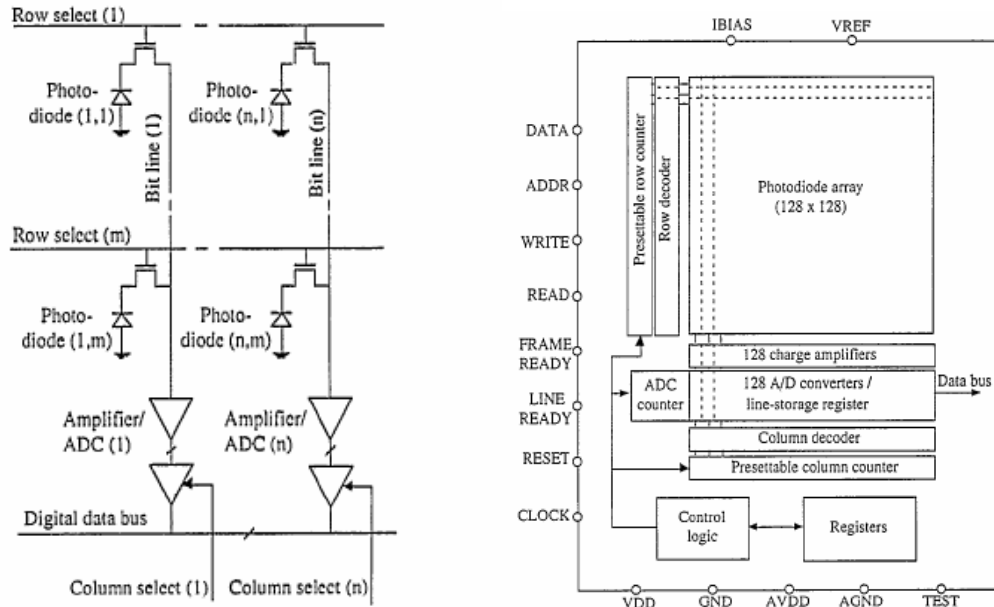 Row select (1)
Photo-
diode (1,1)
Photo-
diode (n,1)
Bit line (1)
Bit line (n)
Row select (m)
Photo-
diode (1,m)
Photo-
diode (n,m)
Amplifier/
ADC (1)
Amplifier/
ADC (n)
Digital data bus
Column select (1)
Column select (n)
IBIAS
VREF
DATA
ADDR
WRITE
READ
FRAME
READY
LINE
READY
RESET
CLOCK
Presettable row counter
Row decoder
Photodiode array
(128 x 128)
128 charge amplifiers
ADC
counter
128 A/D converters /
line-storage register
Data bus
Column decoder
Presettable column counter
Control
logic
Registers
VDD
GND
AVDD
AGND
TEST